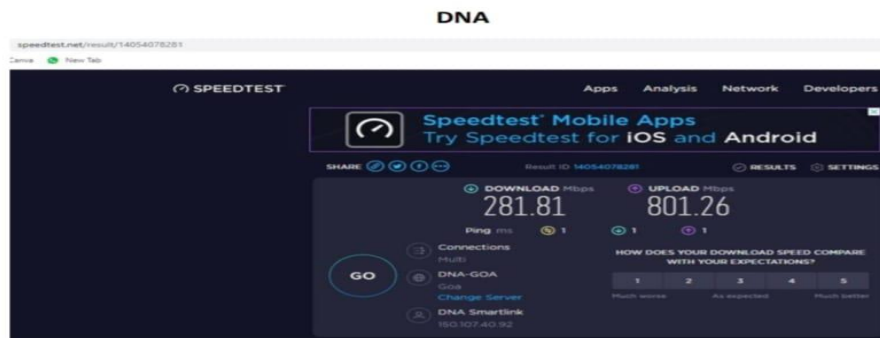 DNA
speedtest.net/result/14054078281
Canva New Tab
SPEEDTEST Apps Analysis Network Developers
Speedtest® Mobile Apps
Try Speedtest for iOS and Android
SHARE Result ID 14054078281 RESULTS SETTINGS
DOWNLOAD Mbps UPLOAD Mbps
281.81 801.26
Ping ms 1 1 1
Connections
Multi
HOW DOES YOUR DOWNLOAD SPEED COMPARE
WITH YOUR EXPECTATIONS?
GO
DNA-GOA
Goa
Change Server
1 2 3 4 5
Much worse As expected Much better
DNA Smartlink
150.107.40.92